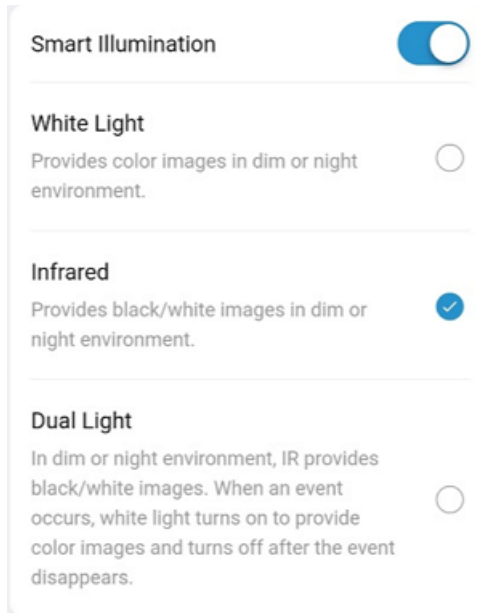 Smart Illumination
White Light
Provides color images in dim or night
environment.
Infrared
Provides black/white images in dim or
night environment.
Dual Light
In dim or night environment, IR provides
black/white images. When an event
occurs, white light turns on to provide
color images and turns off after the event
disappears.